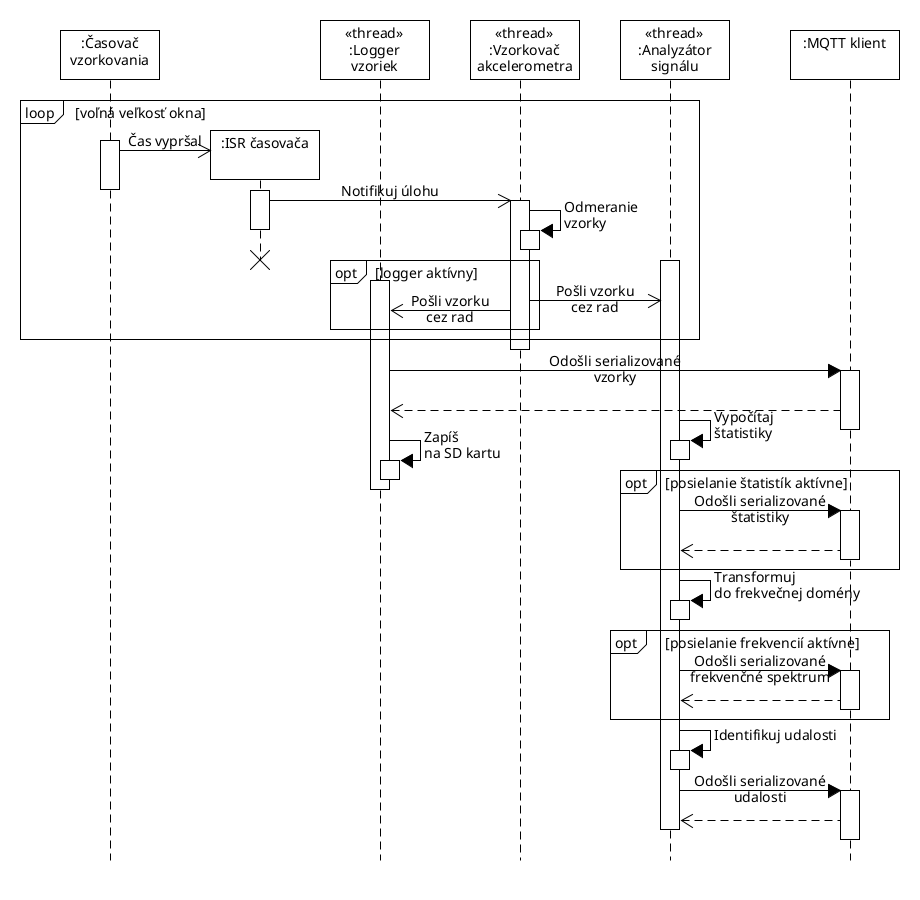 :Časovač
vzorkovania
«thread»
:Logger
vzoriek
«thread»
:Vzorkovač
akcelerometra
«thread»
:Analyzátor
signálu
:MQTT klient
loop
[voľná veľkosť okna]
Čas vypršal
:ISR časovača
Notifikuj úlohu
Odmeranie
vzorky
opt
[logger aktívny]
Pošli vzorku
cez rad
Pošli vzorku
cez rad
Odošli serializované
vzorky
Vypočítaj
štatistiky
Zapíš
na SD kartu
opt
[posielanie štatistík aktívne]
Odošli serializované
štatistiky
Transformuj
do frekvečnej domény
opt
[posielanie frekvencií aktívne]
Odošli serializované
frekvenčné spektrum
Identifikuj udalosti
Odošli serializované
udalosti